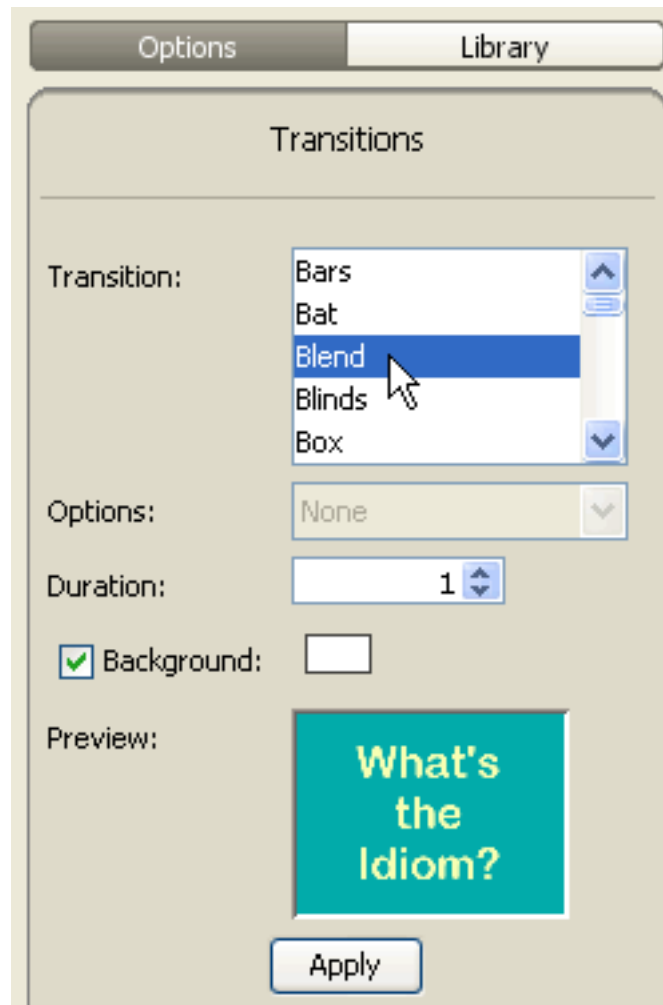 Options Library
Transitions
Transition:
Bars
Bat
Blend
Blinds
Box
Options: None
Duration: 1
Background:
Preview:
What's
the
Idiom?
Apply